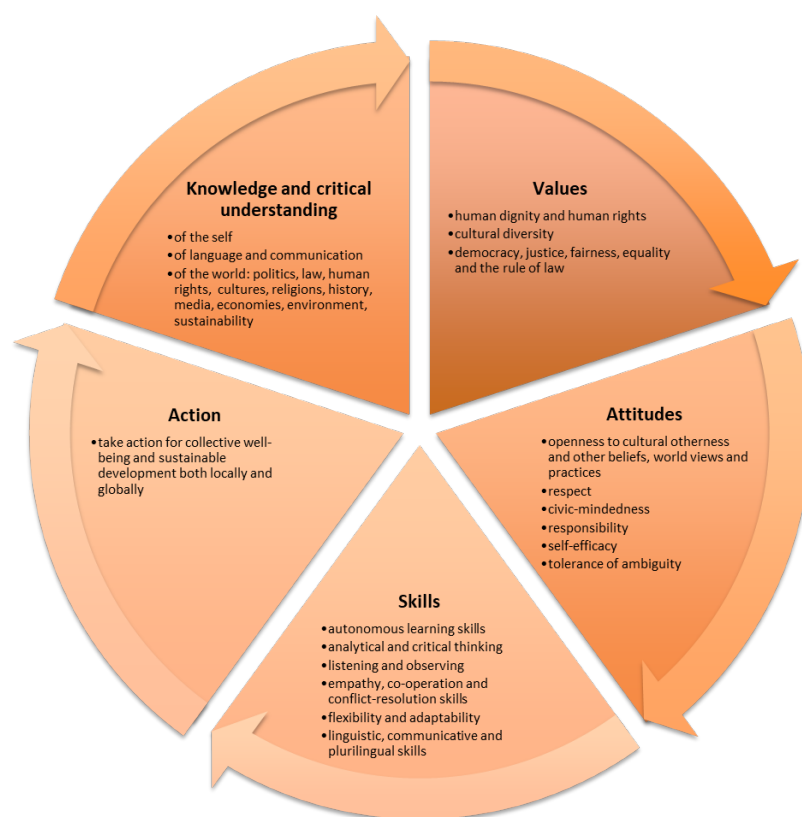 Knowledge and critical
understanding
•of the self
•of language and communication
•of the world: politics, law, human
rights, cultures, religions, history,
media, economies, environment,
sustainability
Values
•human dignity and human rights
•cultural diversity
•democracy, justice, fairness, equality
and the rule of law
Attitudes
•openness to cultural otherness
and other beliefs, world views and
practices
•respect
•civic-mindedness
•responsibility
•self-efficacy
•tolerance of ambiguity
Skills
•autonomous learning skills
•analytical and critical thinking
•listening and observing
•empathy, co-operation and
conflict-resolution skills
•flexibility and adaptability
•linguistic, communicative and
plurilingual skills
Action
•take action for collective well-
being and sustainable
development both locally and
globally